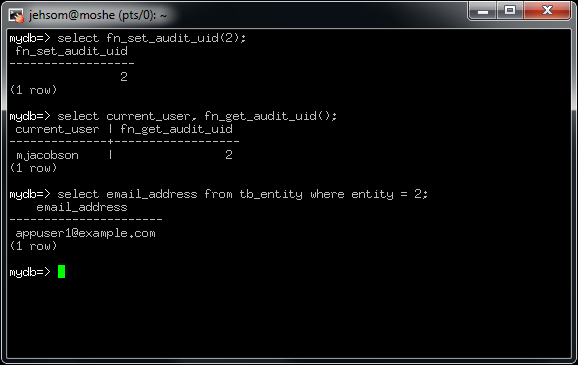 jehsom@moshe (pts/0): ~
mydb=> select fn_set_audit_uid(2);
 fn_set_audit_uid
------------------
                2
(1 row)
mydb=> select current_user, fn_get_audit_uid();
 current_user | fn_get_audit_uid
--------------+------------------
 mjacobson    |                2
(1 row)
mydb=> select email_address from tb_entity where entity = 2;
    email_address
----------------------
 appuser1@example.com
(1 row)
mydb=>